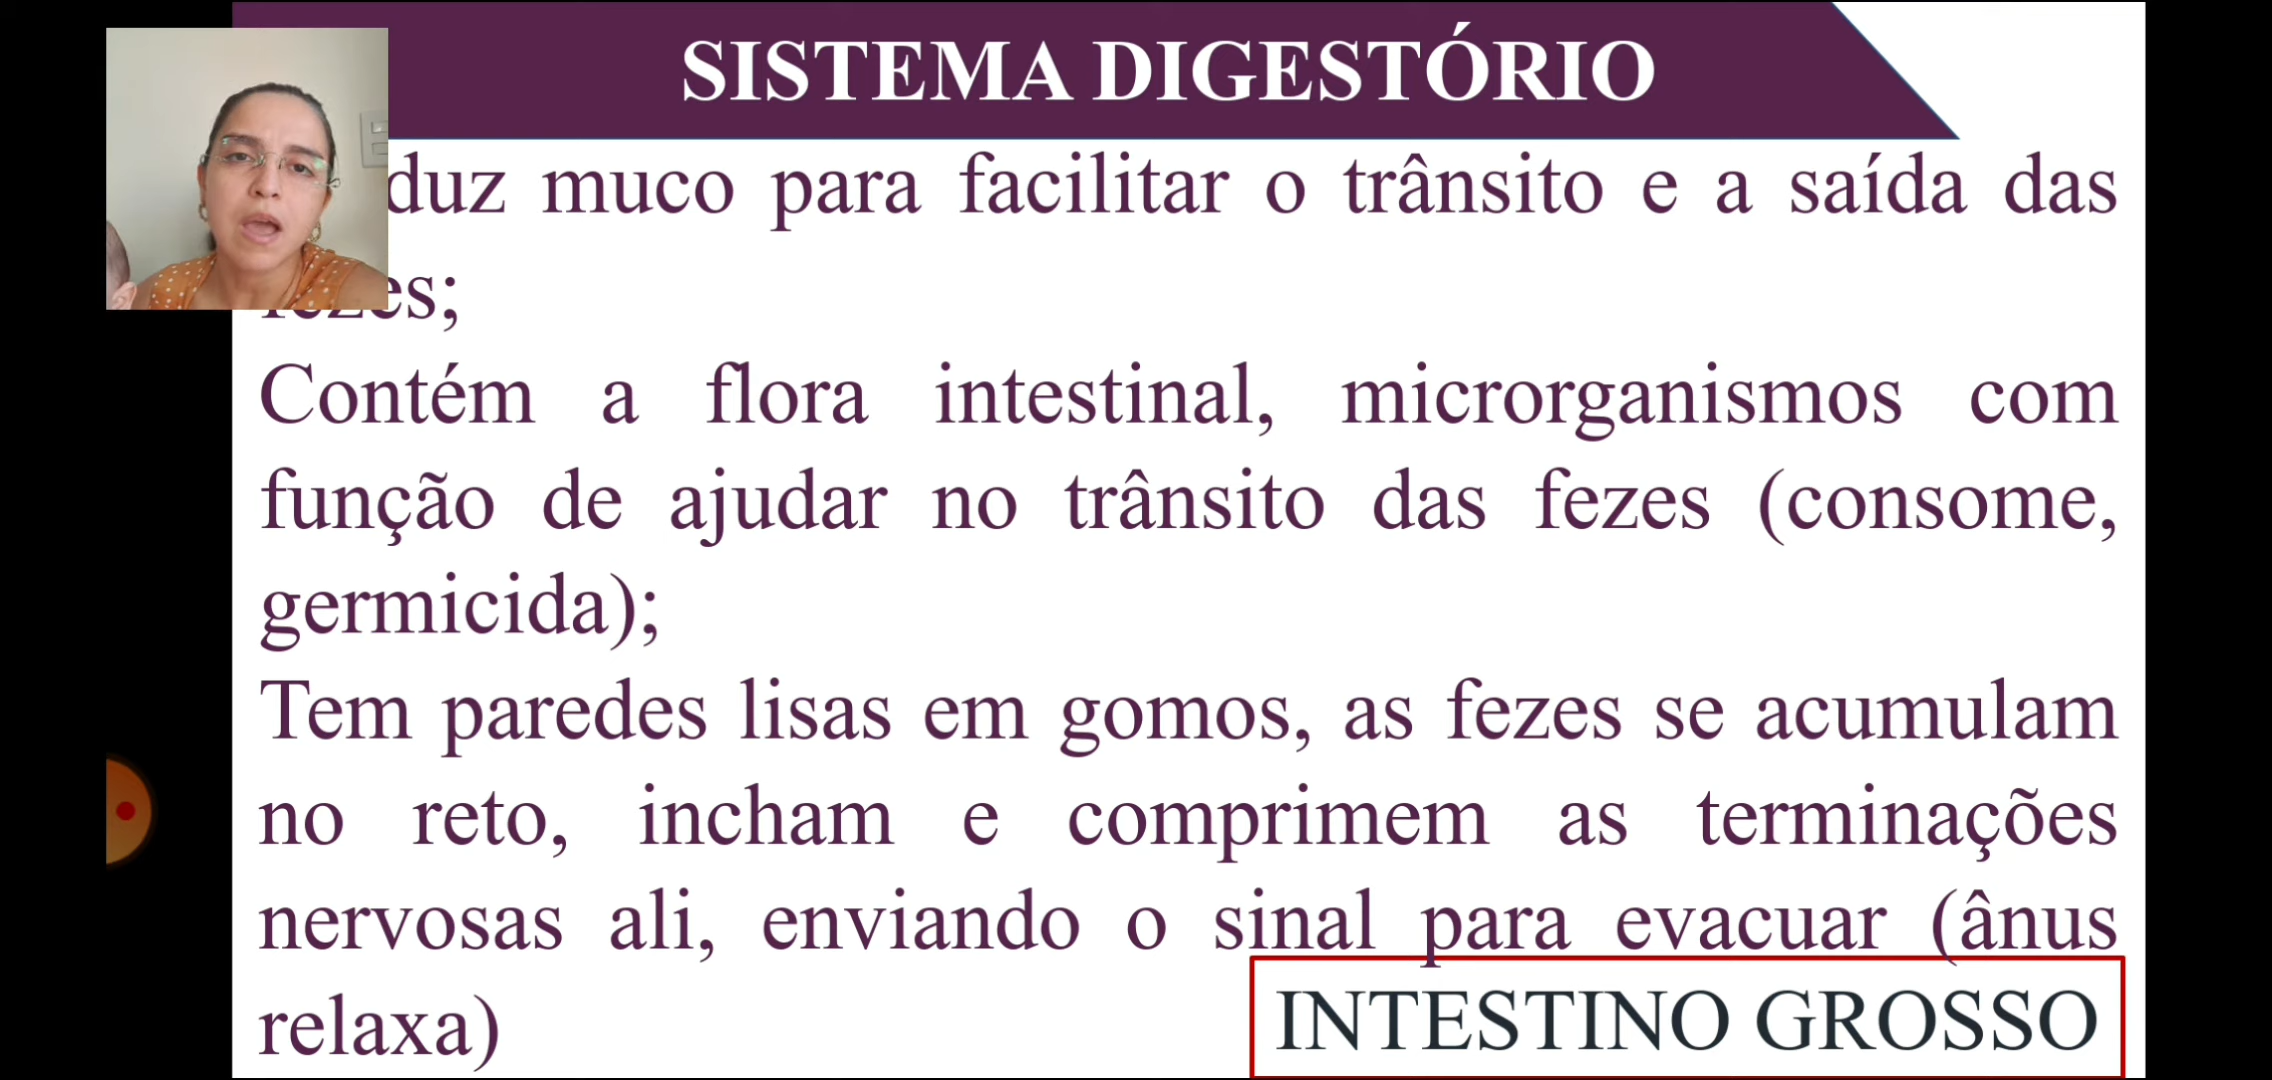 SISTEMA DIGESTÓRIO
duz muco para facilitar o trânsito e a saída das
fezes;
Contém a flora intestinal, microrganismos com
função de ajudar no trânsito das fezes (consome,
germicida);
Tem paredes lisas em gomos, as fezes se acumulam
no reto, incham e comprimem as terminações
nervosas ali, enviando o sinal para evacuar (ânus
relaxa)
INTESTINO GROSSO